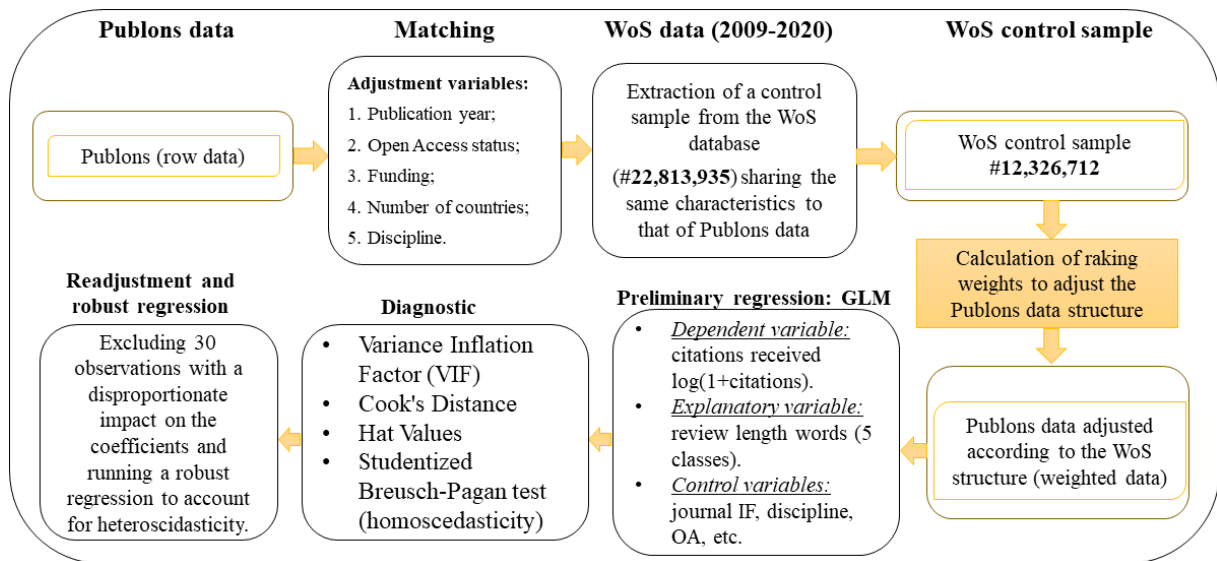 Publons data
Matching
WoS data (2009-2020)
WoS control sample
Publons (row data)
Adjustment variables:
1. Publication year;
2. Open Access status;
3. Funding;
4. Number of countries;
5. Discipline.
Extraction of a control
sample from the WoS
database
(#22,813,935) sharing the
same characteristics to
that of Publons data
WoS control sample
#12,326,712
Calculation of raking
weights to adjust the
Publons data structure
Publons data adjusted
according to the WoS
structure (weighted data)
Preliminary regression: GLM
• Dependent variable:
citations received
log(1+citations).
• Explanatory variable:
review length words (5
classes).
• Control variables:
journal IF, discipline,
OA, etc.
Diagnostic
• Variance Inflation
Factor (VIF)
• Cook's Distance
• Hat Values
• Studentized
Breusch-Pagan test
(homoscedasticity)
Readjustment and
robust regression
Excluding 30
observations with a
disproportionate
impact on the
coefficients and
running a robust
regression to account
for heteroscidasticity.